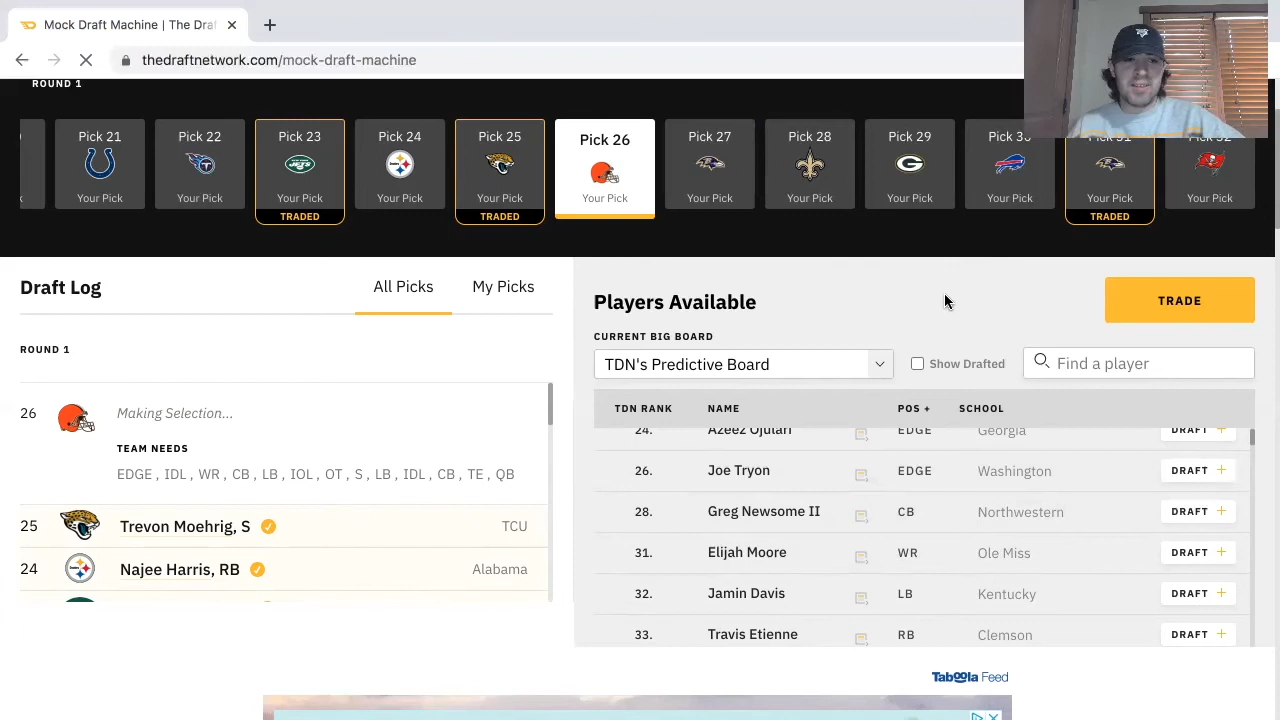 Mock Draft Machine | The Draf
thedraftnetwork.com/mock-draft-machine
ROUND 1
Pick 21 Pick 22 Pick 23 Pick 24 Pick 25 Pick 26 Pick 27 Pick 28 Pick 29 Pick 30 Pick 31 Pick 32
Your Pick Your Pick Your Pick Your Pick Your Pick Your Pick Your Pick Your Pick Your Pick Your Pick Your Pick Your Pick
TRADED TRADED TRADED
Draft Log All Picks My Picks
ROUND 1
26 Making Selection...
TEAM NEEDS
EDGE , IDL , WR , CB , LB , IOL , OT , S , LB , IDL , CB , TE , QB
25 Trevon Moehrig, S TCU
24 Najee Harris, RB Alabama
Players Available TRADE
CURRENT BIG BOARD
TDN's Predictive Board Show Drafted Find a player
TDN RANK NAME POS + SCHOOL
24. Azeez Ojulari EDGE Georgia DRAFT +
26. Joe Tryon EDGE Washington DRAFT +
28. Greg Newsome II CB Northwestern DRAFT +
31. Elijah Moore WR Ole Miss DRAFT +
32. Jamin Davis LB Kentucky DRAFT +
33. Travis Etienne RB Clemson DRAFT +
Taboola Feed